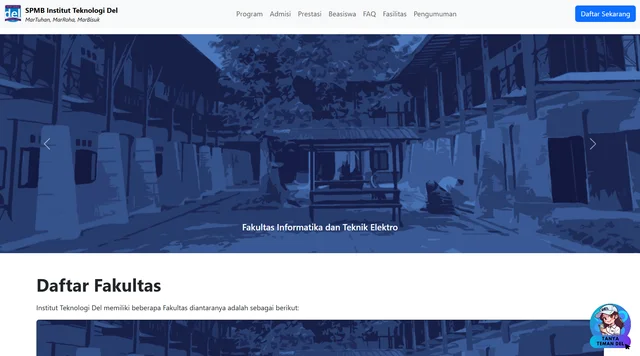 del
SPMB Institut Teknologi Del
MarTuhan, MarRoha, MarBisuk
Program Admisi Prestasi Beasiswa FAQ Fasilitas Pengumuman
Daftar Sekarang
Fakultas Informatika dan Teknik Elektro
Daftar Fakultas
Institut Teknologi Del memiliki beberapa Fakultas diantaranya adalah sebagai berikut:
TANYA
TEMAN DEL